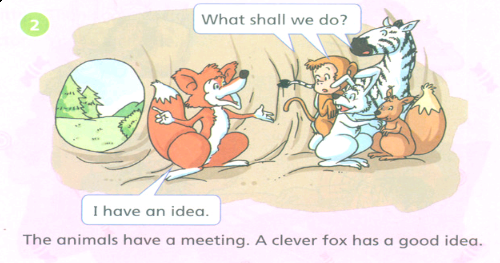 2
What shall we do?
I have an idea.
The animals have a meeting. A clever fox has a good idea.